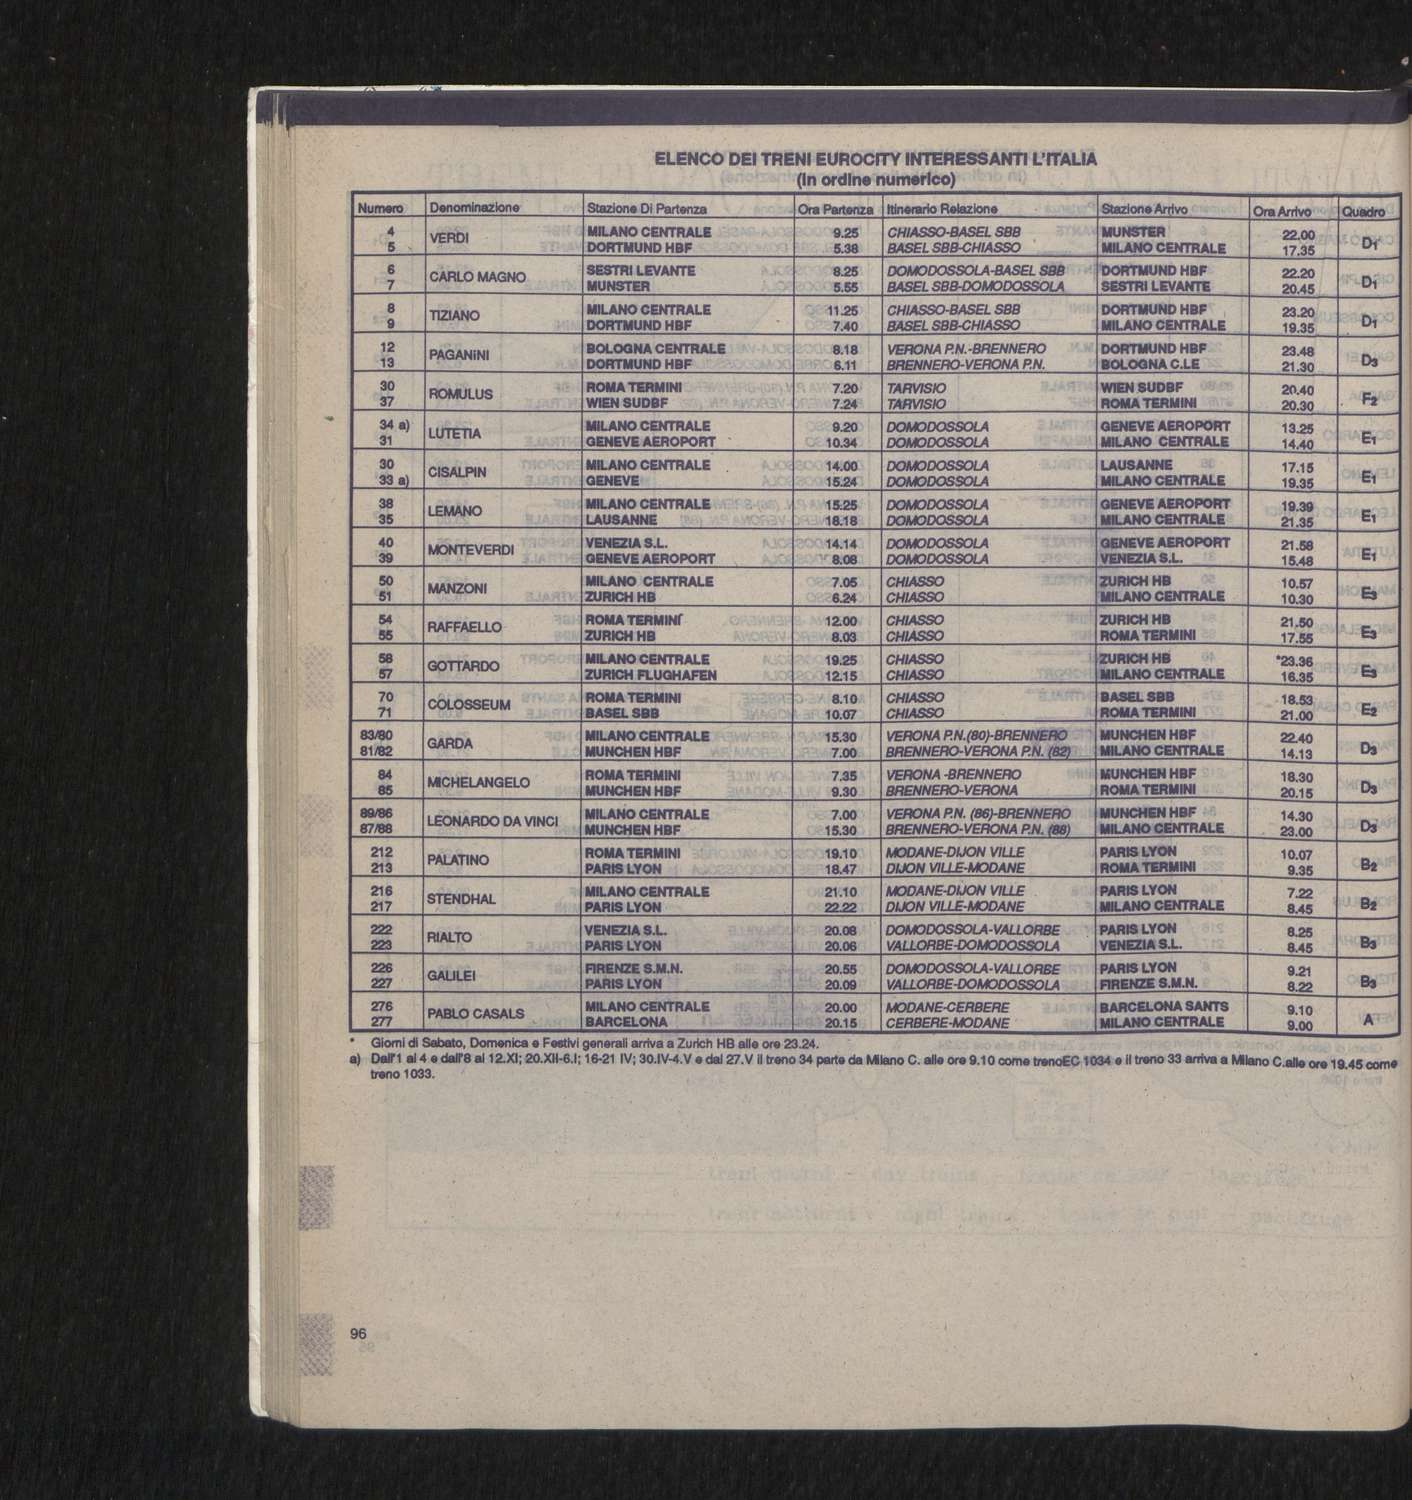 ELENCO DEI TRENI EUROCITY INTERESSANTI L'ITALIA
(in ordine numerico)
Numero Denominazione Stazione Di Partenza Ora Partenza Itinerario Relazione Stazione Arrivo Ora Arrivo Quadro
4 VERDI MILANO CENTRALE 9.25 CHIASSO-BASEL SBB MUNSTER 22.00 D1
5 DORTMUND HBF 5.38 BASEL SBB-CHIASSO MILANO CENTRALE 17.35
6 CARLO MAGNO SESTRI LEVANTE 8.25 DOMODOSSOLA-BASEL SBB DORTMUND HBF 22.20 D1
7 MUNSTER 5.55 BASEL SBB-DOMODOSSOLA SESTRI LEVANTE 20.45
8 TIZIANO MILANO CENTRALE 11.25 CHIASSO-BASEL SBB DORTMUND HBF 23.20 D1
9 DORTMUND HBF 7.40 BASEL SBB-CHIASSO MILANO CENTRALE 19.35
12 PAGANINI BOLOGNA CENTRALE 8.18 VERONA P.N.-BRENNERO DORTMUND HBF 23.48 D3
13 DORTMUND HBF 6.11 BRENNERO-VERONA P.N. BOLOGNA C.LE 21.30
30 ROMULUS ROMA TERMINI 7.20 TARVISIO WIEN SUDBF 20.40 F2
37 WIEN SUDBF 7.24 TARVISIO ROMA TERMINI 20.30
34 a) LUTETIA MILANO CENTRALE 9.20 DOMODOSSOLA GENEVE AEROPORT 13.25 E1
31 GENEVE AEROPORT 10.34 DOMODOSSOLA MILANO CENTRALE 14.40
30 CISALPIN MILANO CENTRALE 14.00 DOMODOSSOLA LAUSANNE 17.15 E1
33 a) GENEVE 15.24 DOMODOSSOLA MILANO CENTRALE 19.35
38 LEMANO MILANO CENTRALE 15.25 DOMODOSSOLA GENEVE AEROPORT 19.39 E1
35 LAUSANNE 18.18 DOMODOSSOLA MILANO CENTRALE 21.35
40 MONTEVERDI VENEZIA S.L. 14.14 DOMODOSSOLA GENEVE AEROPORT 21.58 E1
39 GENEVE AEROPORT 8.08 DOMODOSSOLA VENEZIA S.L. 15.48
50 MANZONI MILANO CENTRALE 7.05 CHIASSO ZURICH HB 10.57 E3
51 ZURICH HB 6.24 CHIASSO MILANO CENTRALE 10.30
54 RAFFAELLO ROMA TERMINI 12.00 CHIASSO ZURICH HB 21.50 E3
55 ZURICH HB 8.03 CHIASSO ROMA TERMINI 17.55
58 GOTTARDO MILANO CENTRALE 19.25 CHIASSO ZURICH HB *23.36 E3
57 ZURICH FLUGHAFEN 12.15 CHIASSO MILANO CENTRALE 16.35
70 COLOSSEUM ROMA TERMINI 8.10 CHIASSO BASEL SBB 18.53 E2
71 BASEL SBB 10.07 CHIASSO ROMA TERMINI 21.00
83/80 GARDA MILANO CENTRALE 15.30 VERONA P.N.(80)-BRENNERO MUNCHEN HBF 22.40 D3
81/82 MUNCHEN HBF 7.00 BRENNERO-VERONA P.N. (82) MILANO CENTRALE 14.13
84 MICHELANGELO ROMA TERMINI 7.35 VERONA -BRENNERO MUNCHEN HBF 18.30 D3
85 MUNCHEN HBF 9.30 BRENNERO-VERONA ROMA TERMINI 20.15
89/86 LEONARDO DA VINCI MILANO CENTRALE 7.00 VERONA P.N. (86)-BRENNERO MUNCHEN HBF 14.30 D3
87/88 MUNCHEN HBF 15.30 BRENNERO-VERONA P.N. (88) MILANO CENTRALE 23.00
212 PALATINO ROMA TERMINI 19.10 MODANE-DIJON VILLE PARIS LYON 10.07 B2
213 PARIS LYON 18.47 DIJON VILLE-MODANE ROMA TERMINI 9.35
216 STENDHAL MILANO CENTRALE 21.10 MODANE-DIJON VILLE PARIS LYON 7.22 B2
217 PARIS LYON 22.22 DIJON VILLE-MODANE MILANO CENTRALE 8.45
222 RIALTO VENEZIA S.L. 20.08 DOMODOSSOLA-VALLORBE PARIS LYON 8.25 B3
223 PARIS LYON 20.06 VALLORBE-DOMODOSSOLA VENEZIA S.L. 8.45
226 GALILEI FIRENZE S.M.N. 20.55 DOMODOSSOLA-VALLORBE PARIS LYON 9.21 B3
227 PARIS LYON 20.09 VALLORBE-DOMODOSSOLA FIRENZE S.M.N. 8.22
276 PABLO CASALS MILANO CENTRALE 20.00 MODANE-CERBERE BARCELONA SANTS 9.10 A
277 BARCELONA 20.15 CERBERE-MODANE MILANO CENTRALE 9.00
* Giorni di Sabato, Domenica e Festivi generali arriva a Zurich HB alle ore 23.24.
a) Dall'1 al 4 e dall'8 al 12.XI; 20.XII-6.I; 16-21 IV; 30.IV-4.V e dal 27.V il treno 34 parte da Milano C. alle ore 9.10 come trenoEC 1034 e il treno 33 arriva a Milano C.alle ore 19.45 come
treno 1033.
96